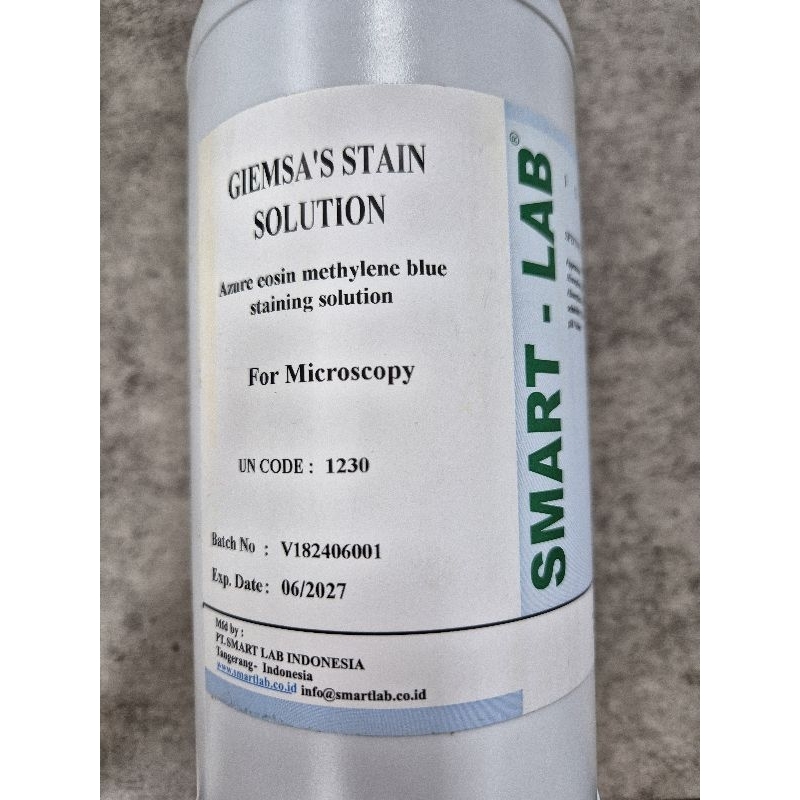 GIEMSA'S STAIN
SOLUTION
Azure eosin methylene blue
staining solution
For Microscopy
UN CODE : 1230
Batch No : V182406001
Exp. Date : 06/2027
Mfd by :
PT.SMART LAB INDONESIA
Tangerang- Indonesia
www.smartlab.co.id info@smartlab.co.id
SMART - LAB®